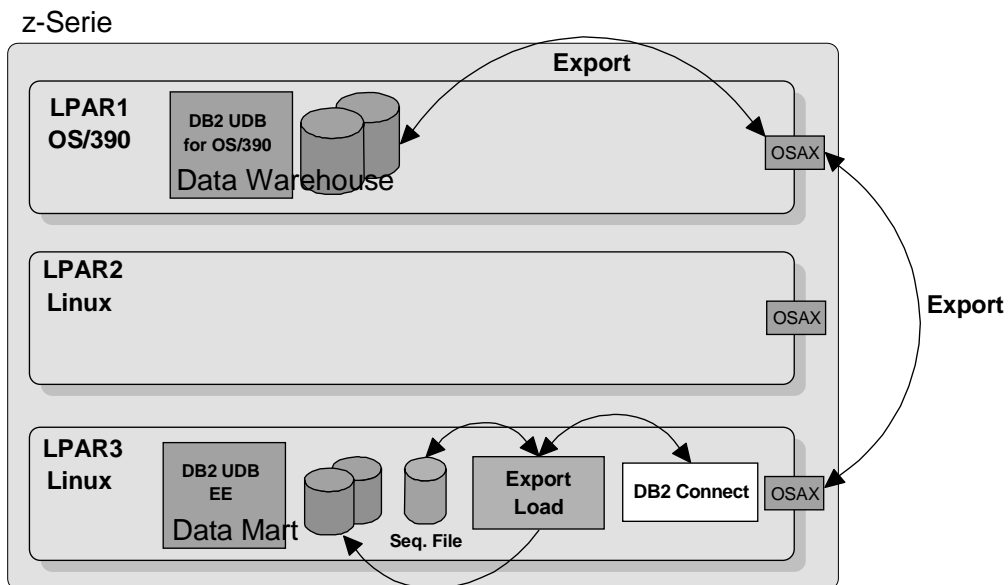 z-Serie
Export
LPAR1
OS/390
DB2 UDB
for OS/390
Data Warehouse
OSAX
LPAR2
Linux
OSAX
Export
LPAR3
Linux
DB2 UDB
EE
Data Mart
Seq. File
Export
Load
DB2 Connect
OSAX